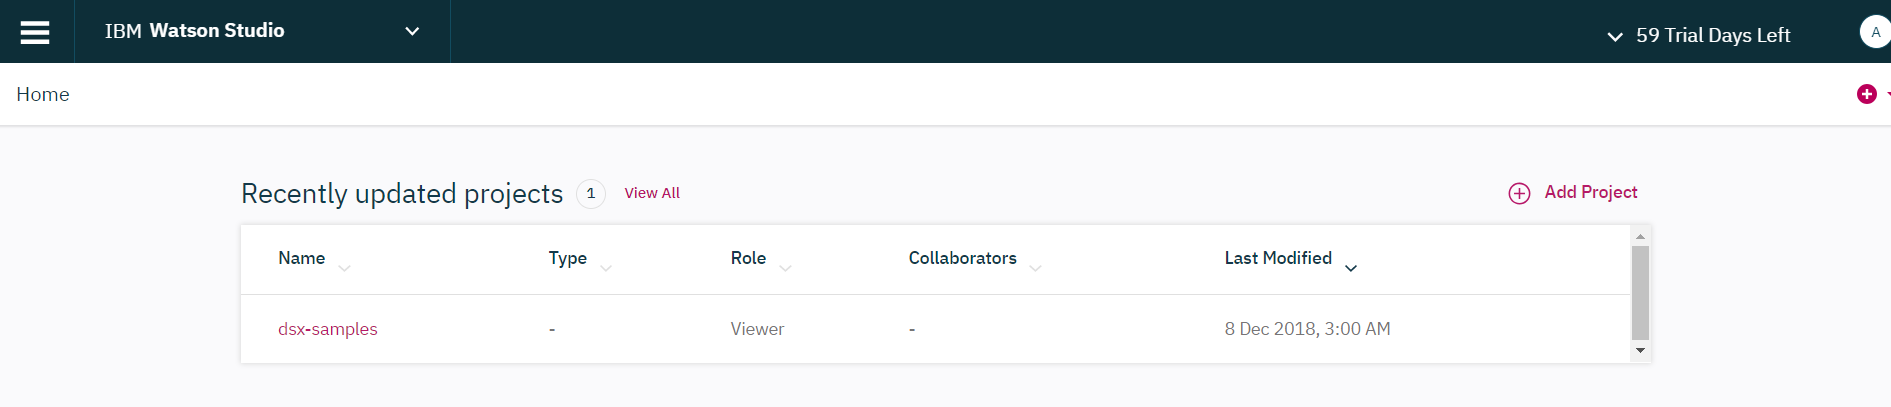 IBM Watson Studio
59 Trial Days Left
A
Home
Recently updated projects 1 View All
Add Project
Name Type Role Collaborators Last Modified
dsx-samples - Viewer - 8 Dec 2018, 3:00 AM